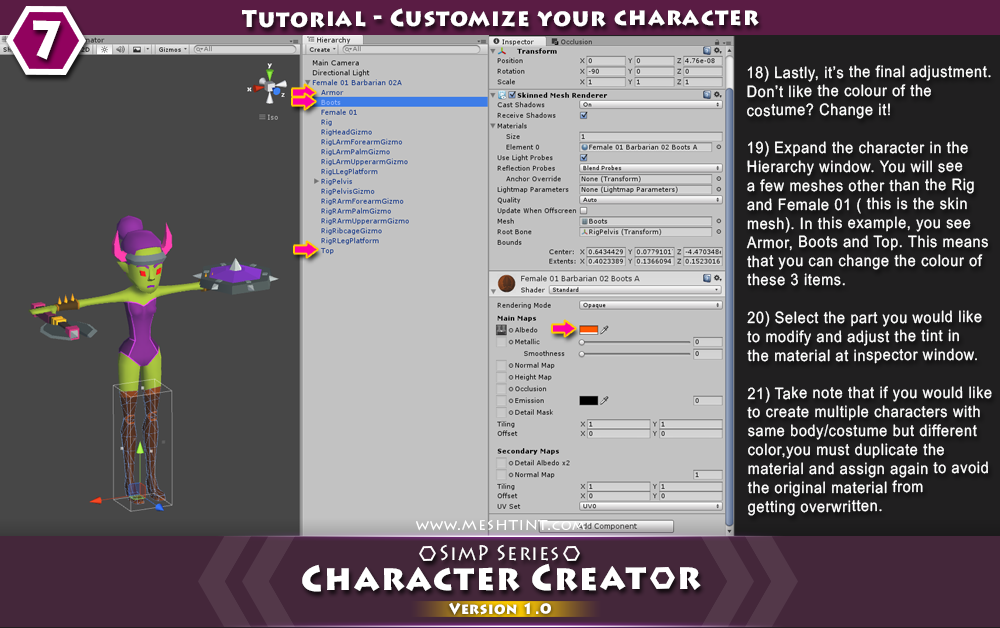 7
Tutorial - Customize your character
Hierarchy
Create
All
Gizmos
All
y
x
z
Iso
Main Camera
Directional Light
Female 01 Barbarian 02A
Armor
Boots
Female 01
Rig
RigHeadGizmo
RigLArmForearmGizmo
RigLArmPalmGizmo
RigLArmUpperarmGizmo
RigLLegPlatform
RigPelvis
RigPelvisGizmo
RigRArmForearmGizmo
RigRArmPalmGizmo
RigRArmUpperarmGizmo
RigRibcageGizmo
RigRLegPlatform
Top
Inspector Occlusion
Transform
Position X 0 Y 0 Z 4.76e-08
Rotation X -90 Y 0 Z 0
Scale X 1 Y 1 Z 1
Skinned Mesh Renderer
Cast Shadows On
Receive Shadows
Materials
Size 1
Element 0 Female 01 Barbarian 02 Boots A
Use Light Probes
Reflection Probes Blend Probes
Anchor Override None (Transform)
Lightmap Parameters None (Lightmap Parameters)
Quality Auto
Update When Offscreen
Mesh Boots
Root Bone RigPelvis (Transform)
Bounds
Center: X 0.6434429 Y 0.0779101 Z -4.470348
Extents: X 0.4023389 Y 0.1366094 Z 0.1523016
Female 01 Barbarian 02 Boots A
Shader Standard
Rendering Mode Opaque
Main Maps
Albedo
Metallic 0
Smoothness 0
Normal Map
Height Map
Occlusion
Emission 0
Detail Mask
Tiling X 1 Y 1
Offset X 0 Y 0
Secondary Maps
Detail Albedo x2
Normal Map 1
Tiling X 1 Y 1
Offset X 0 Y 0
UV Set UV0
Add Component
www.meshtint.com
18) Lastly, it's the final adjustment.
Don't like the colour of the
costume? Change it!
19) Expand the character in the
Hierarchy window. You will see
a few meshes other than the Rig
and Female 01 ( this is the skin
mesh). In this example, you see
Armor, Boots and Top. This means
that you can change the colour of
these 3 items.
20) Select the part you would like
to modify and adjust the tint in
the material at inspector window.
21) Take note that if you would like
to create multiple characters with
same body/costume but different
color,you must duplicate the
material and assign again to avoid
the original material from
getting overwritten.
SimP Series
Character Creator
Version 1.0